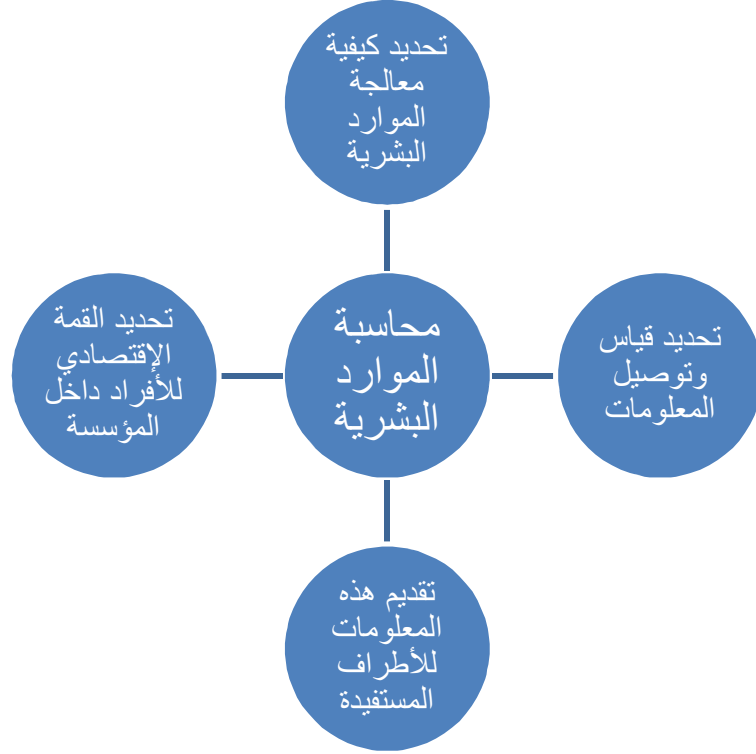 تحديد كيفية
معالجة
الموارد
البشرية
محاسبة
الموارد
البشرية
تحديد قياس
وتوصيل
المعلومات
تحديد القمة
الإقتصادي
للأفراد داخل
المؤسسة
تقديم هذه
المعلومات
للأطراف
المستفيدة